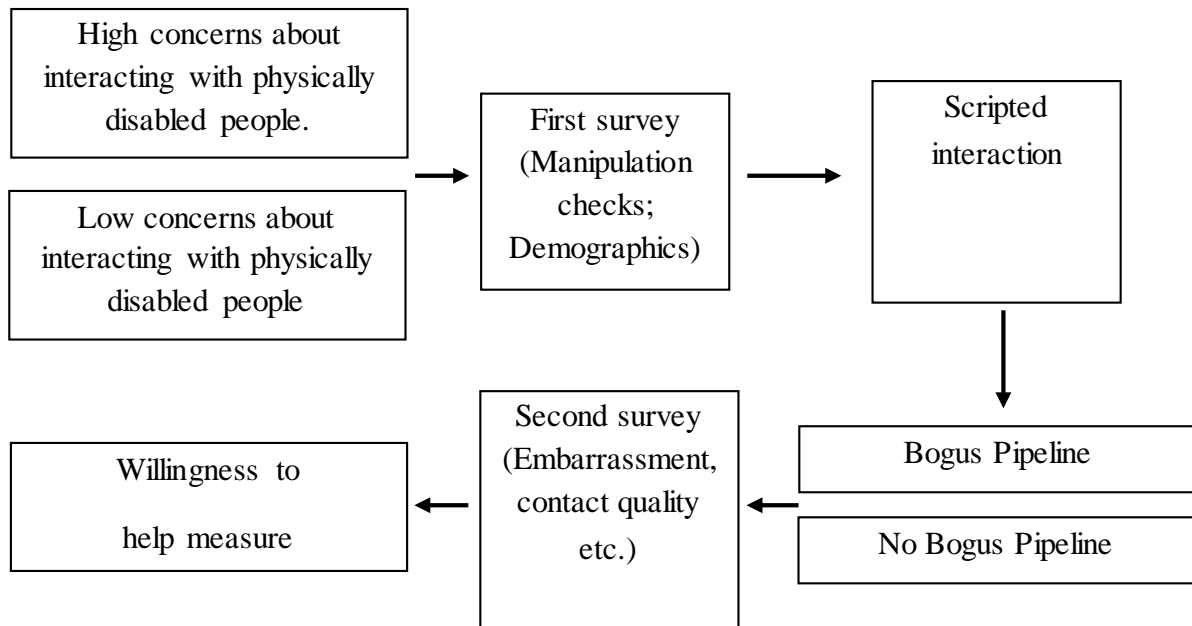 High concerns about
interacting with physically
disabled people.
Low concerns about
interacting with physically
disabled people
First survey
(Manipulation
checks;
Demographics)
Scripted
interaction
Bogus Pipeline
No Bogus Pipeline
Second survey
(Embarrassment,
contact quality
etc.)
Willingness to
help measure